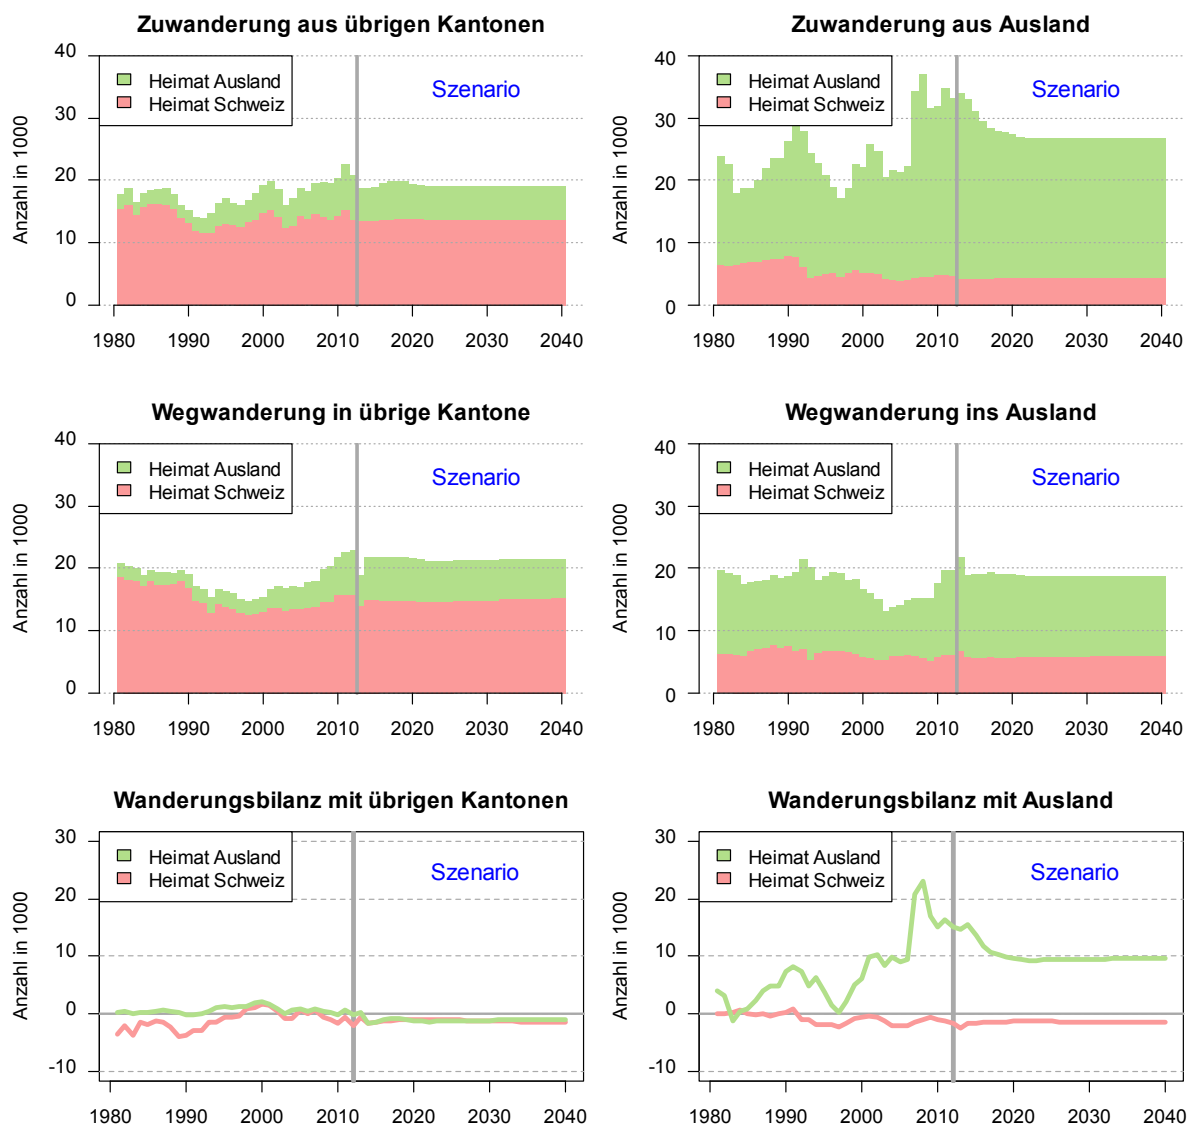 Zuwanderung aus übrigen Kantonen
Anzahl in 1000
40
30
20
10
0
Heimat Ausland
Heimat Schweiz
Szenario
1980 1990 2000 2010 2020 2030 2040
Zuwanderung aus Ausland
Anzahl in 1000
40
30
20
10
0
Heimat Ausland
Heimat Schweiz
Szenario
1980 1990 2000 2010 2020 2030 2040
Wegwanderung in übrige Kantone
Anzahl in 1000
40
30
20
10
0
Heimat Ausland
Heimat Schweiz
Szenario
1980 1990 2000 2010 2020 2030 2040
Wegwanderung ins Ausland
Anzahl in 1000
40
30
20
10
0
Heimat Ausland
Heimat Schweiz
Szenario
1980 1990 2000 2010 2020 2030 2040
Wanderungsbilanz mit übrigen Kantonen
Anzahl in 1000
30
20
10
0
-10
Heimat Ausland
Heimat Schweiz
Szenario
1980 1990 2000 2010 2020 2030 2040
Wanderungsbilanz mit Ausland
Anzahl in 1000
30
20
10
0
-10
Heimat Ausland
Heimat Schweiz
Szenario
1980 1990 2000 2010 2020 2030 2040